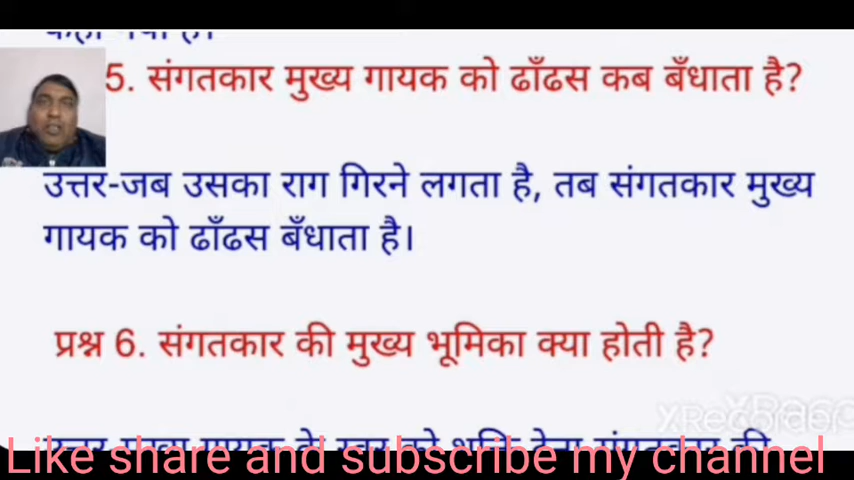 5. संगतकार मुख्य गायक को ढाँढस कब बँधाता है?
उत्तर-जब उसका राग गिरने लगता है, तब संगतकार मुख्य
गायक को ढाँढस बँधाता है।
प्रश्न 6. संगतकार की मुख्य भूमिका क्या होती है?
XRecorder
Like share and subscribe my channel